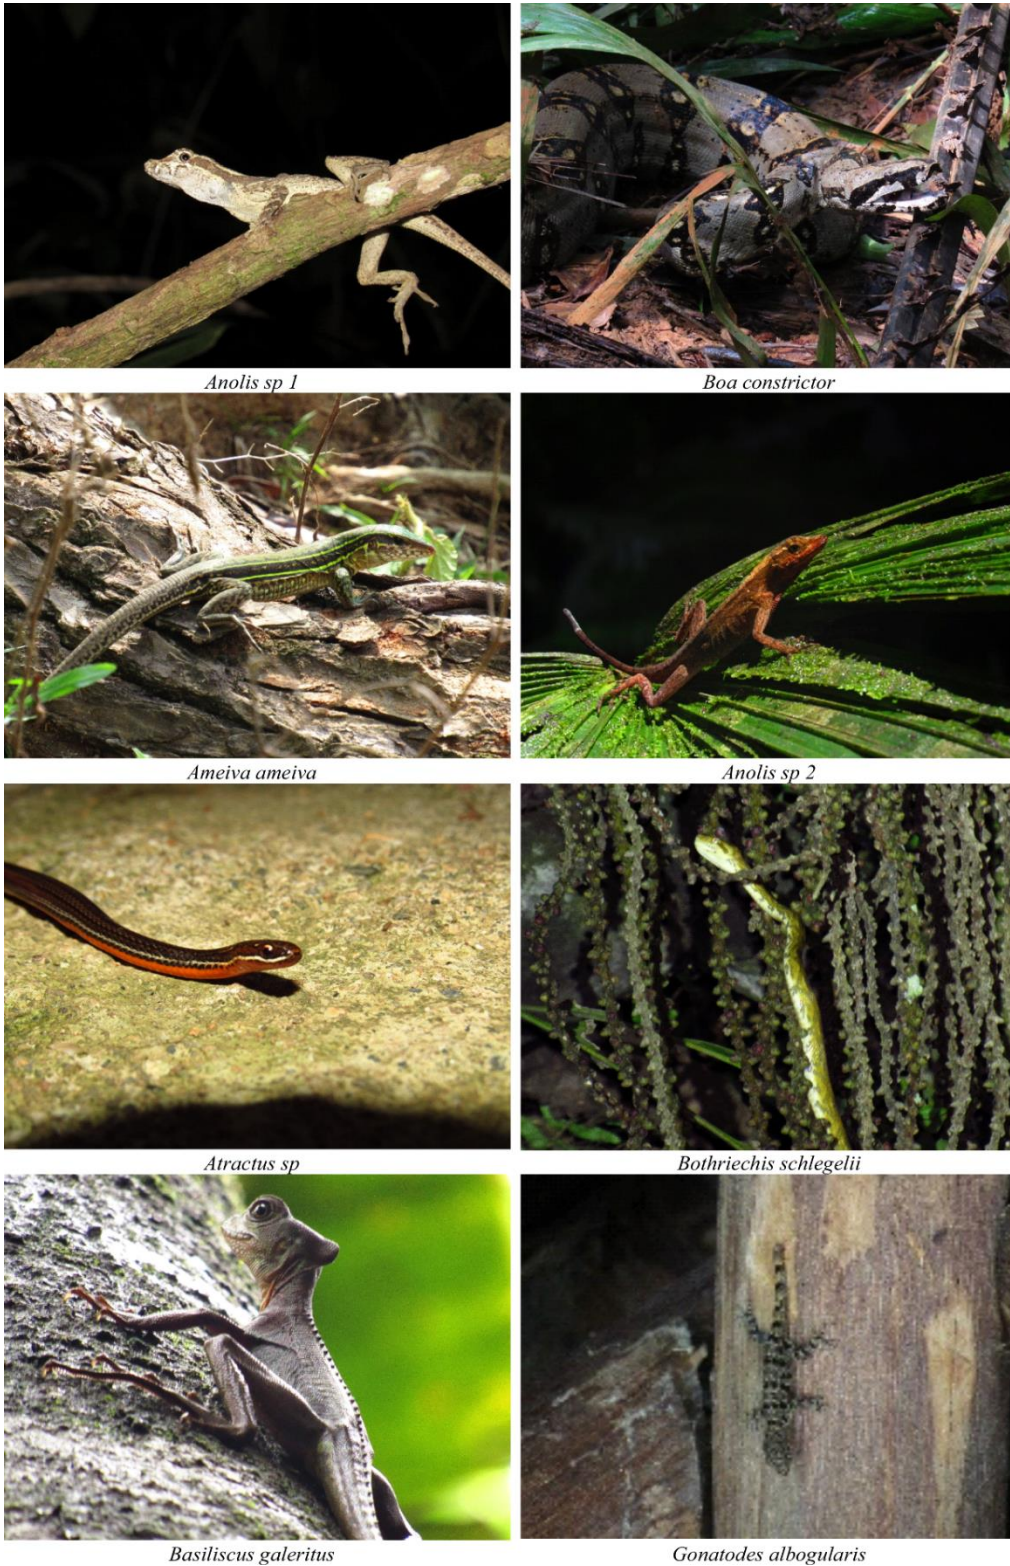 Anolis sp 1
Boa constrictor
Ameiva ameiva
Anolis sp 2
Atractus sp
Bothriechis schlegelii
Basiliscus galeritus
Gonatodes albogularis